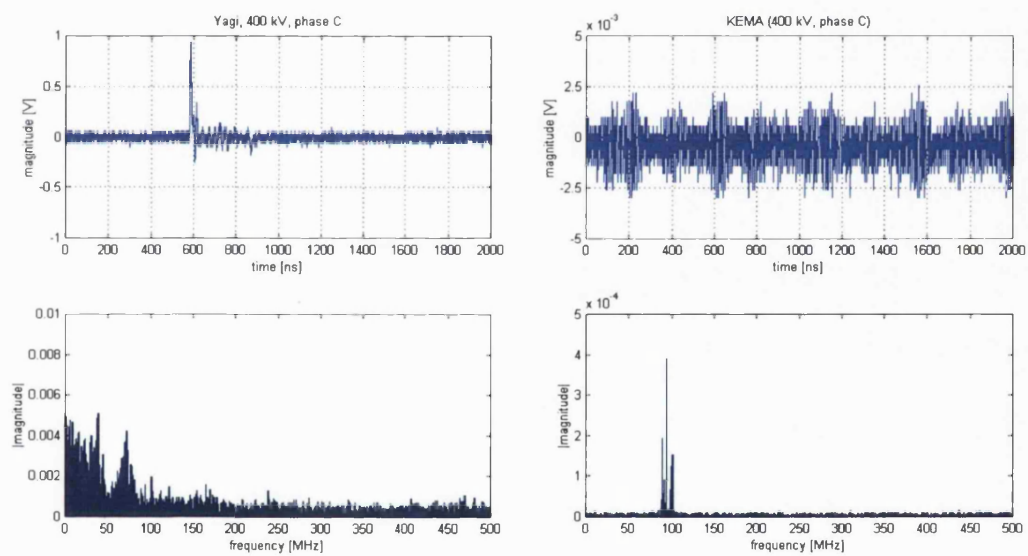 Yagi, 400 kV, phase C
1
0.5
0
-0.5
-1
magnitude [V]
0 200 400 600 800 1000 1200 1400 1600 1800 2000
time [ns]
KEMA (400 kV, phase C)
x 10^-3
5
2.5
0
-2.5
-5
magnitude [V]
0 200 400 600 800 1000 1200 1400 1600 1800 2000
time [ns]
0.01
0.008
0.006
0.004
0.002
0
|magnitude|
0 50 100 150 200 250 300 350 400 450 500
frequency [MHz]
x 10^-4
5
4
3
2
1
0
|magnitude|
0 50 100 150 200 250 300 350 400 450 500
frequency [MHz]